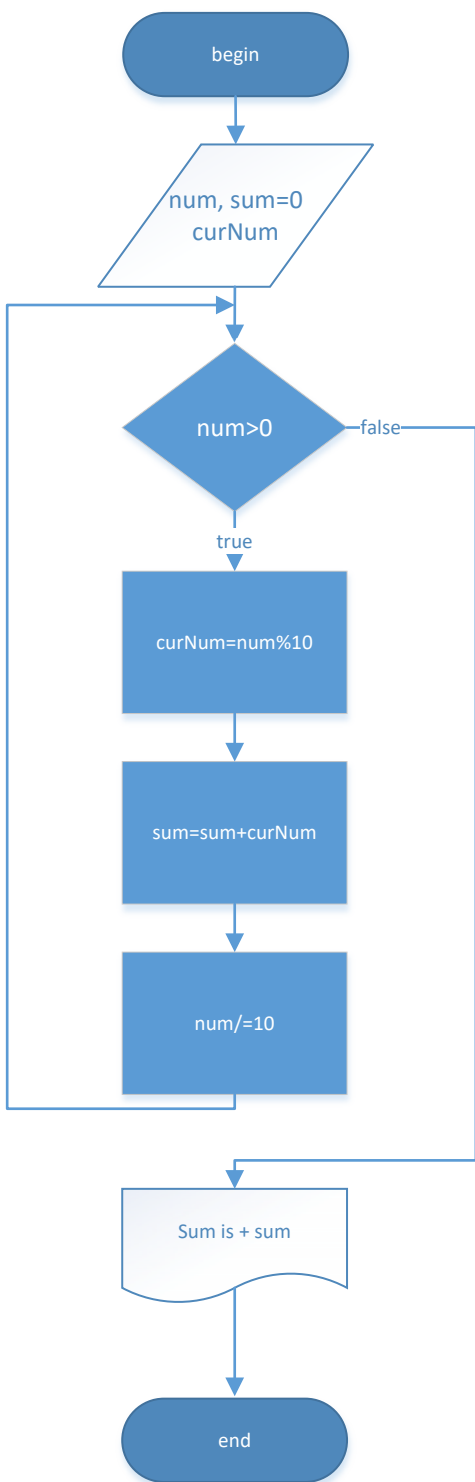 begin
num, sum=0
curNum
num>0
false
true
curNum=num%10
sum=sum+curNum
num/=10
Sum is + sum
end